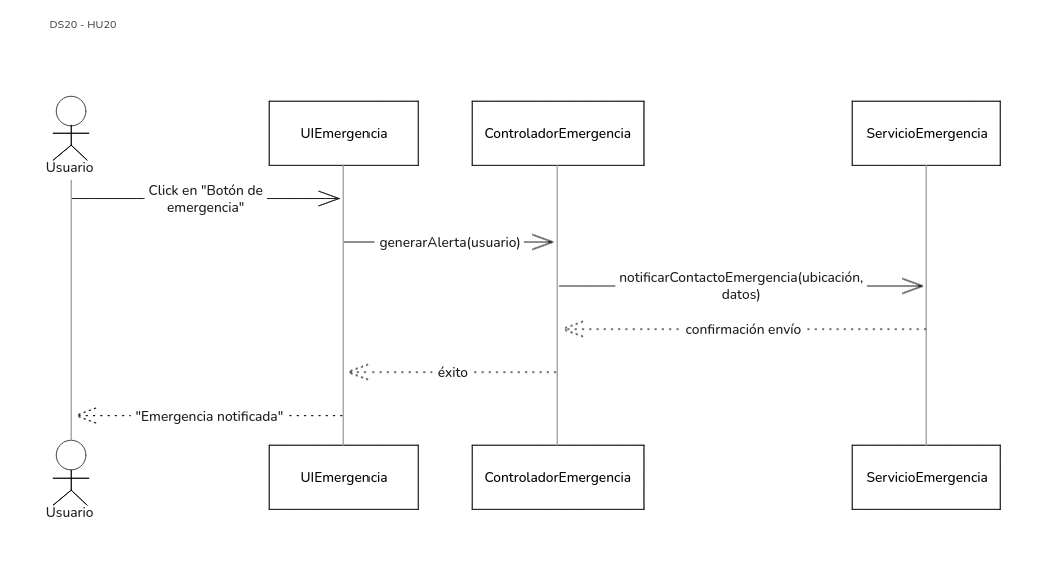 DS20 - HU20
UIEmergencia
ControladorEmergencia
ServicioEmergencia
Usuario
Click en "Botón de
emergencia"
generarAlerta(usuario)
notificarContactoEmergencia(ubicación,
datos)
confirmación envío
éxito
"Emergencia notificada"
UIEmergencia
ControladorEmergencia
ServicioEmergencia
Usuario